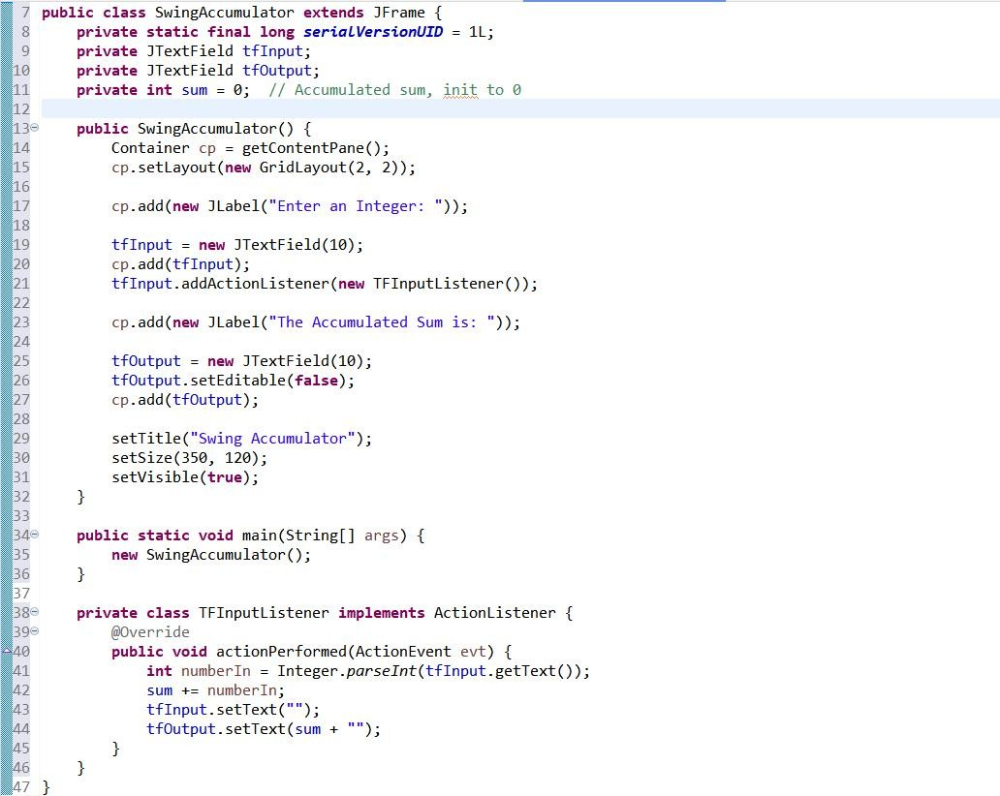 7 public class SwingAccumulator extends JFrame {
8     private static final long serialVersionUID = 1L;
9     private JTextField tfInput;
10     private JTextField tfOutput;
11     private int sum = 0;  // Accumulated sum, init to 0
12
13     public SwingAccumulator() {
14         Container cp = getContentPane();
15         cp.setLayout(new GridLayout(2, 2));
16
17         cp.add(new JLabel("Enter an Integer: "));
18
19         tfInput = new JTextField(10);
20         cp.add(tfInput);
21         tfInput.addActionListener(new TFInputListener());
22
23         cp.add(new JLabel("The Accumulated Sum is: "));
24
25         tfOutput = new JTextField(10);
26         tfOutput.setEditable(false);
27         cp.add(tfOutput);
28
29         setTitle("Swing Accumulator");
30         setSize(350, 120);
31         setVisible(true);
32     }
33
34     public static void main(String[] args) {
35         new SwingAccumulator();
36     }
37
38     private class TFInputListener implements ActionListener {
39         @Override
40         public void actionPerformed(ActionEvent evt) {
41             int numberIn = Integer.parseInt(tfInput.getText());
42             sum += numberIn;
43             tfInput.setText("");
44             tfOutput.setText(sum + "");
45         }
46     }
47 }